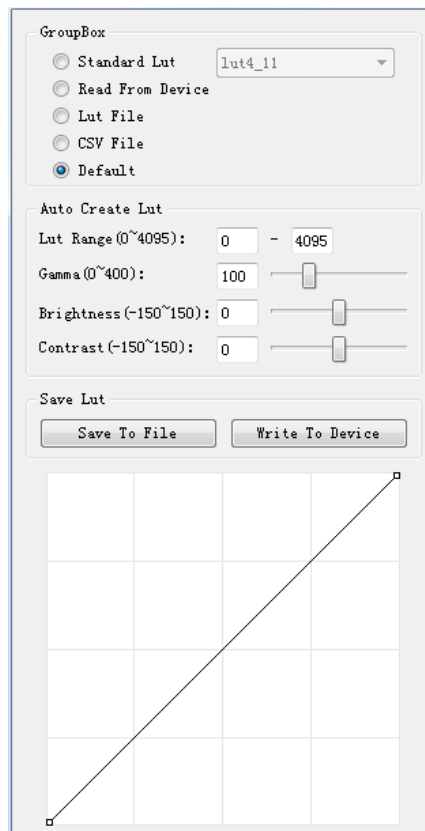 GroupBox
Standard Lut lut4_11
Read From Device
Lut File
CSV File
Default
Auto Create Lut
Lut Range(0~4095): 0 - 4095
Gamma(0~400): 100
Brightness(-150~150): 0
Contrast(-150~150): 0
Save Lut
Save To File Write To Device